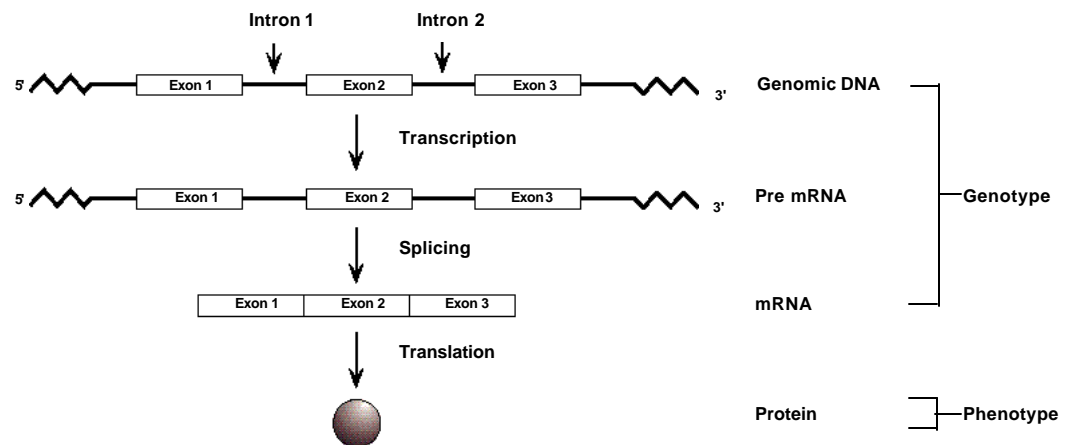 Intron 1 Intron 2
5' Exon 1 Exon 2 Exon 3 3' Genomic DNA
Transcription
5' Exon 1 Exon 2 Exon 3 3' Pre mRNA Genotype
Splicing
Exon 1 Exon 2 Exon 3 mRNA
Translation
Protein Phenotype